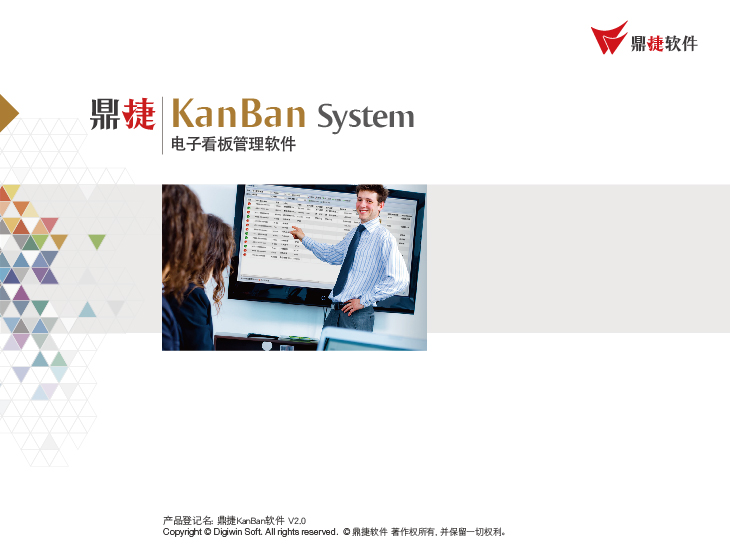 鼎捷软件
鼎捷 KanBan System
电子看板管理软件
产品登记名: 鼎捷KanBan软件 V2.0
Copyright © Digiwin Soft. All rights reserved. © 鼎捷软件 著作权所有, 并保留一切权利。